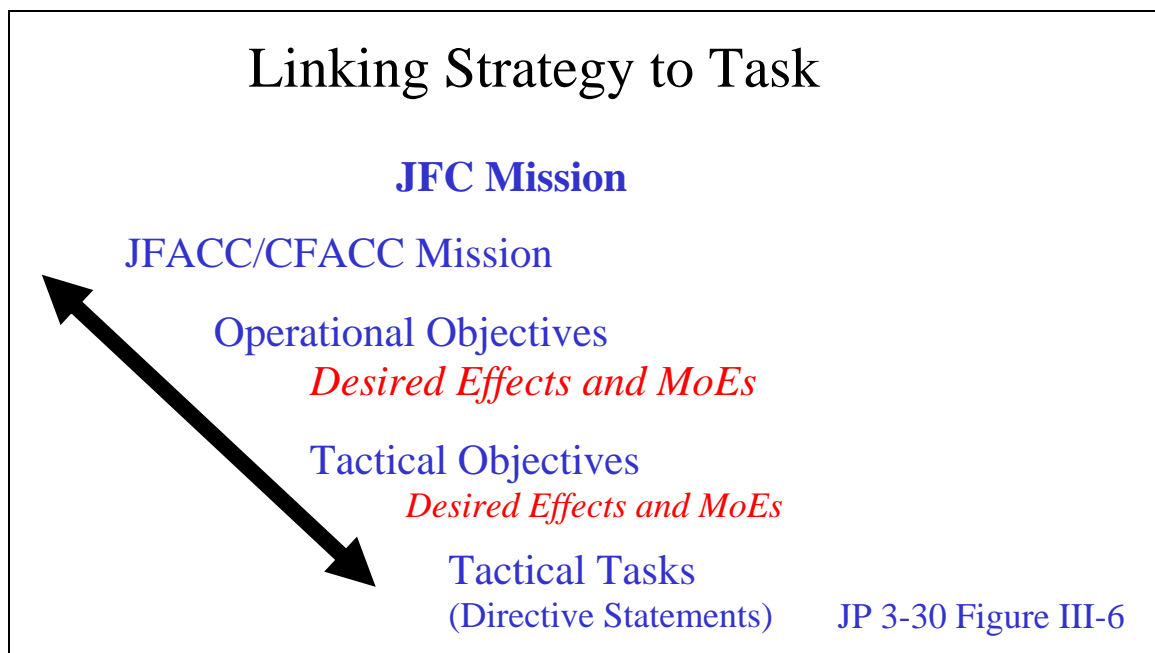 Linking Strategy to Task
JFC Mission
JFACC/CFACC Mission
Operational Objectives
Desired Effects and MoEs
Tactical Objectives
Desired Effects and MoEs
Tactical Tasks
(Directive Statements)
JP 3-30 Figure III-6